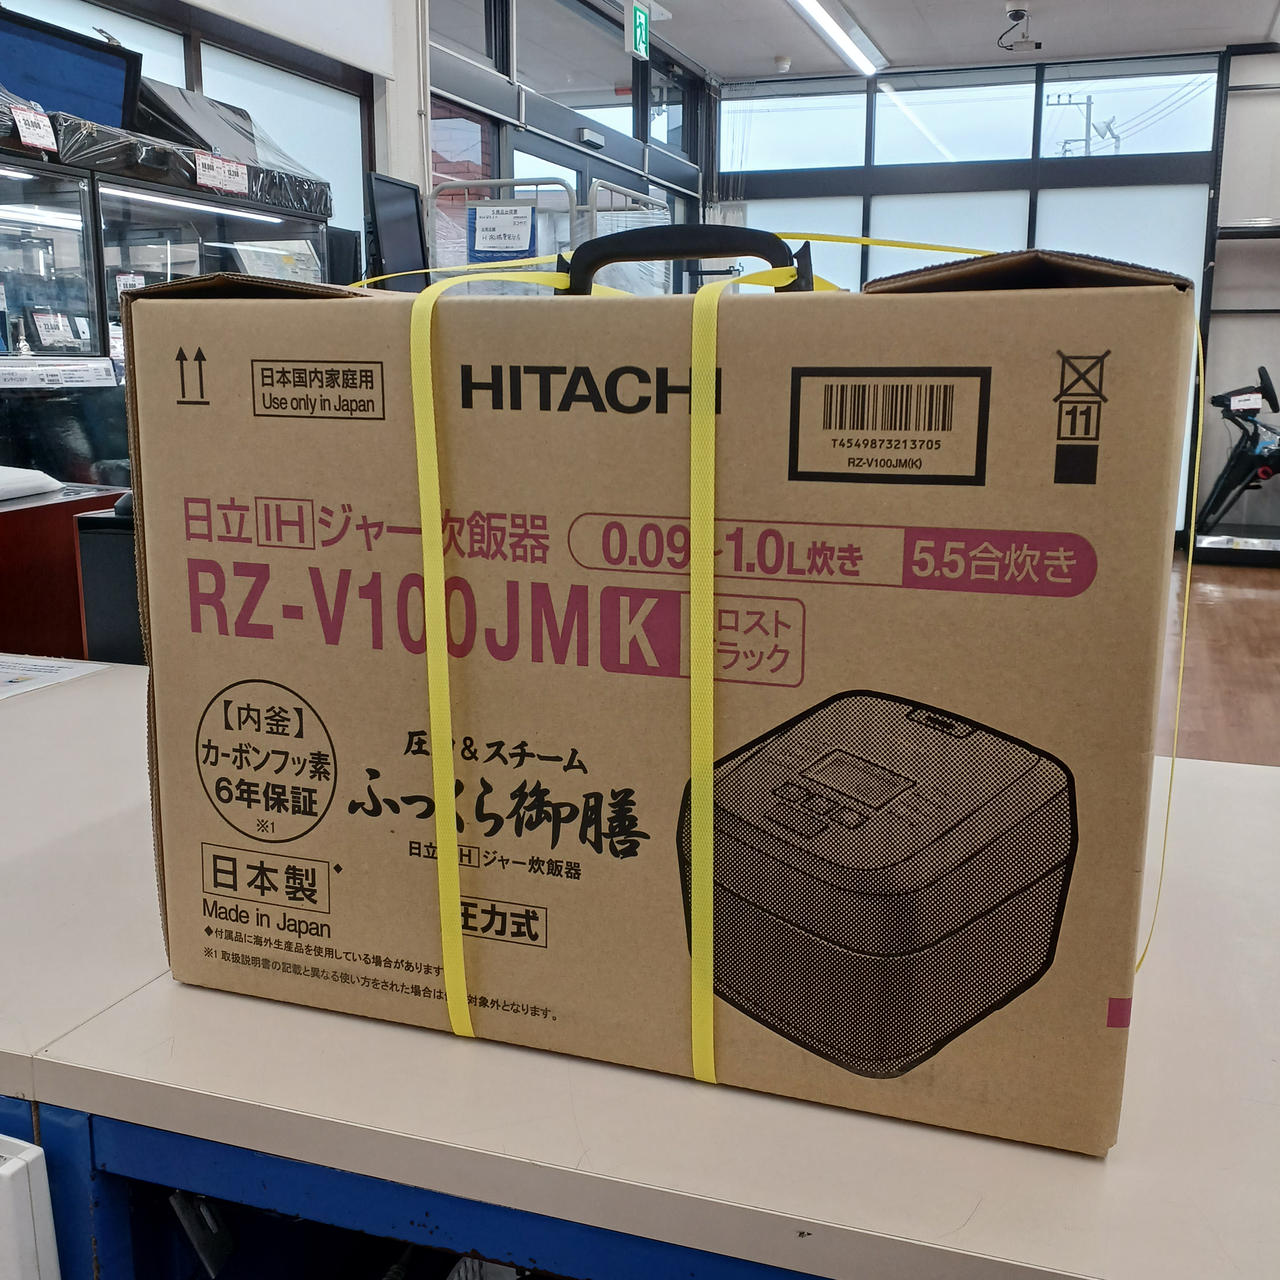 日本国内家庭用
Use only in Japan
HITACHI
T4549873213705
RZ-V100JM(K)
11
日立IHジャー炊飯器
0.09~1.0L炊き
5.5合炊き
RZ-V100JM K
ロスト
ラック
【内釜】
カーボンフッ素
6年保証
※1
圧 &スチーム
ふっくら御膳
日立IHジャー炊飯器
日本製◆
Made in Japan
圧力式
◆付属品に海外生産品を使用している場合があります
※1 取扱説明書の記載と異なる使い方をされた場合は 対象外となります。